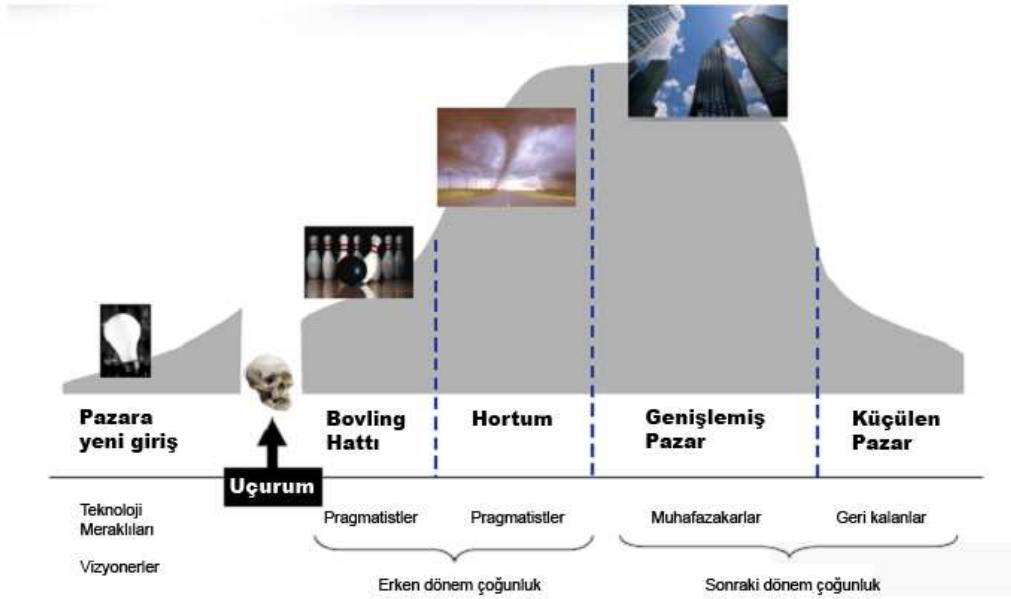 Pazara
yeni giriş
Bovling
Hattı
Hortum
Genişlemiş
Pazar
Küçülen
Pazar
Uçurum
Teknoloji
Meraklıları
Vizyonerler
Pragmatistler
Pragmatistler
Muhafazakarlar
Geri kalanlar
Erken dönem çoğunluk
Sonraki dönem çoğunluk